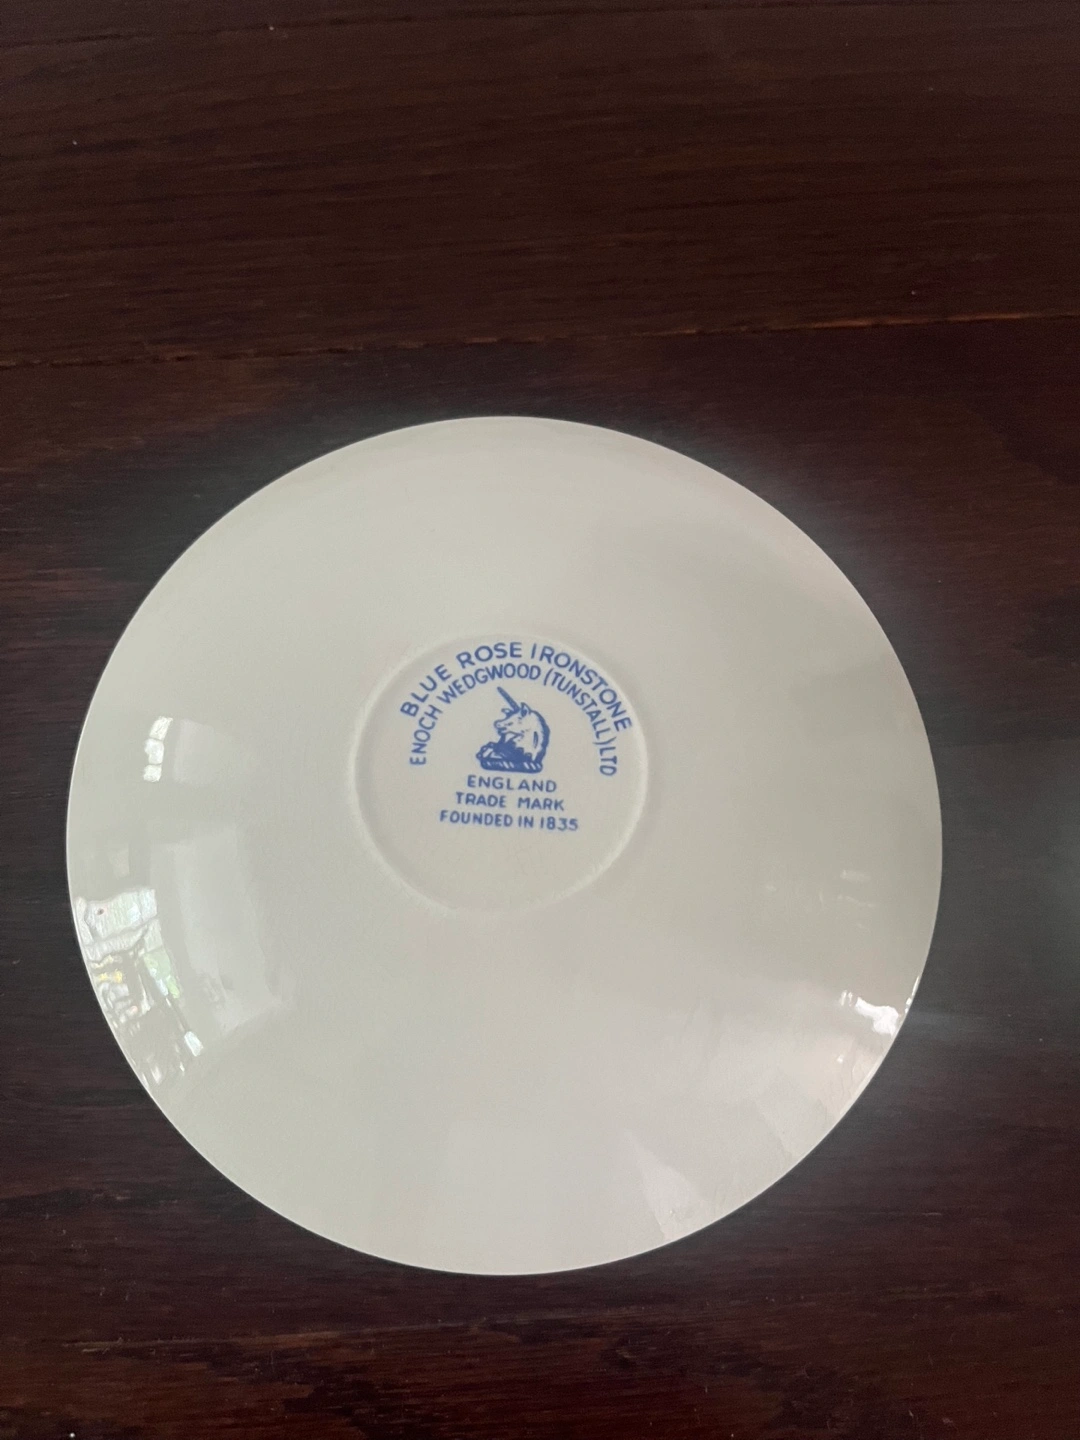 BLUE ROSE IRONSTONE
ENOCH WEDGWOOD (TUNSTALL) LTD
ENGLAND
TRADE MARK
FOUNDED IN 1835